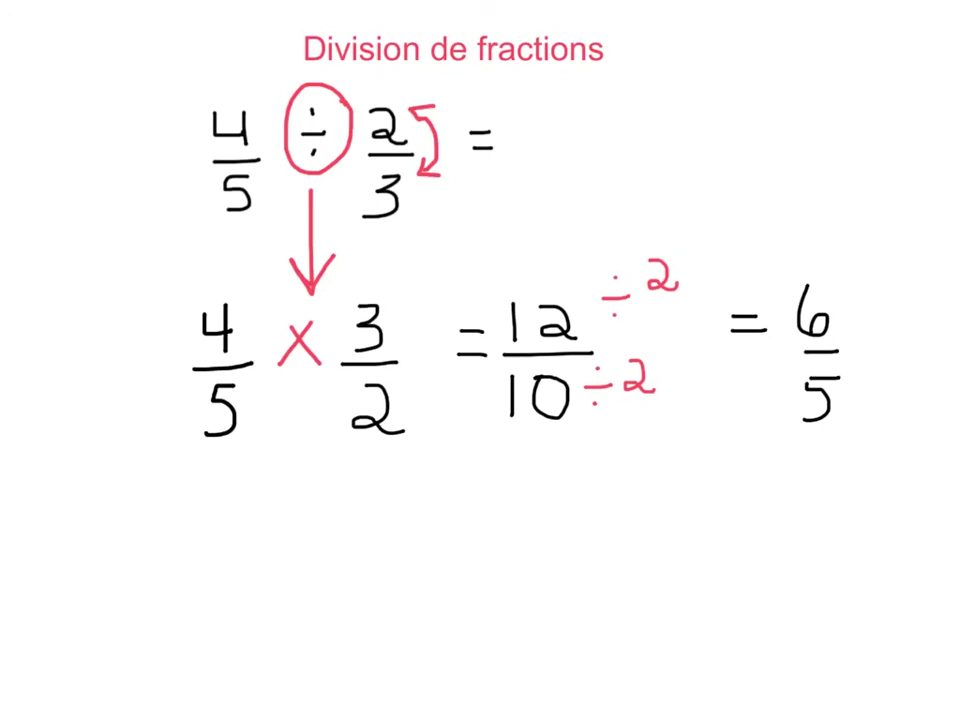 Division de fractions
4/5 ÷ 2/3 =
4/5 × 3/2 = 12/10 ÷2/÷2 = 6/5